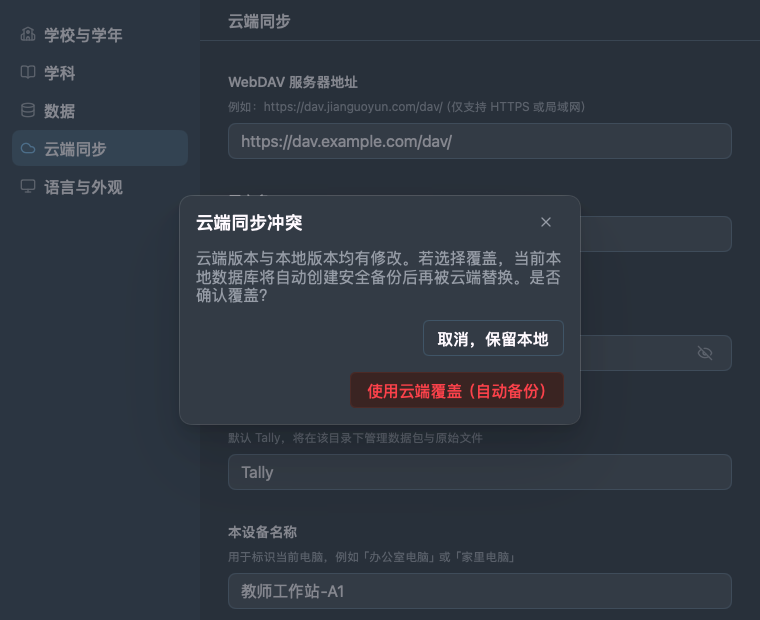 云端同步
学校与学年
学科
数据
云端同步
语言与外观
WebDAV 服务器地址
例如：https://dav.jianguoyun.com/dav/ (仅支持 HTTPS 或局域网)
https://dav.example.com/dav/
云端同步冲突
云端版本与本地版本均有修改。若选择覆盖，当前本
地数据库将自动创建安全备份后再被云端替换。是否
确认覆盖？
取消，保留本地
使用云端覆盖（自动备份）
默认 Tally，将在该目录下管理数据包与原始文件
Tally
本设备名称
用于标识当前电脑，例如「办公室电脑」或「家里电脑」
教师工作站-A1